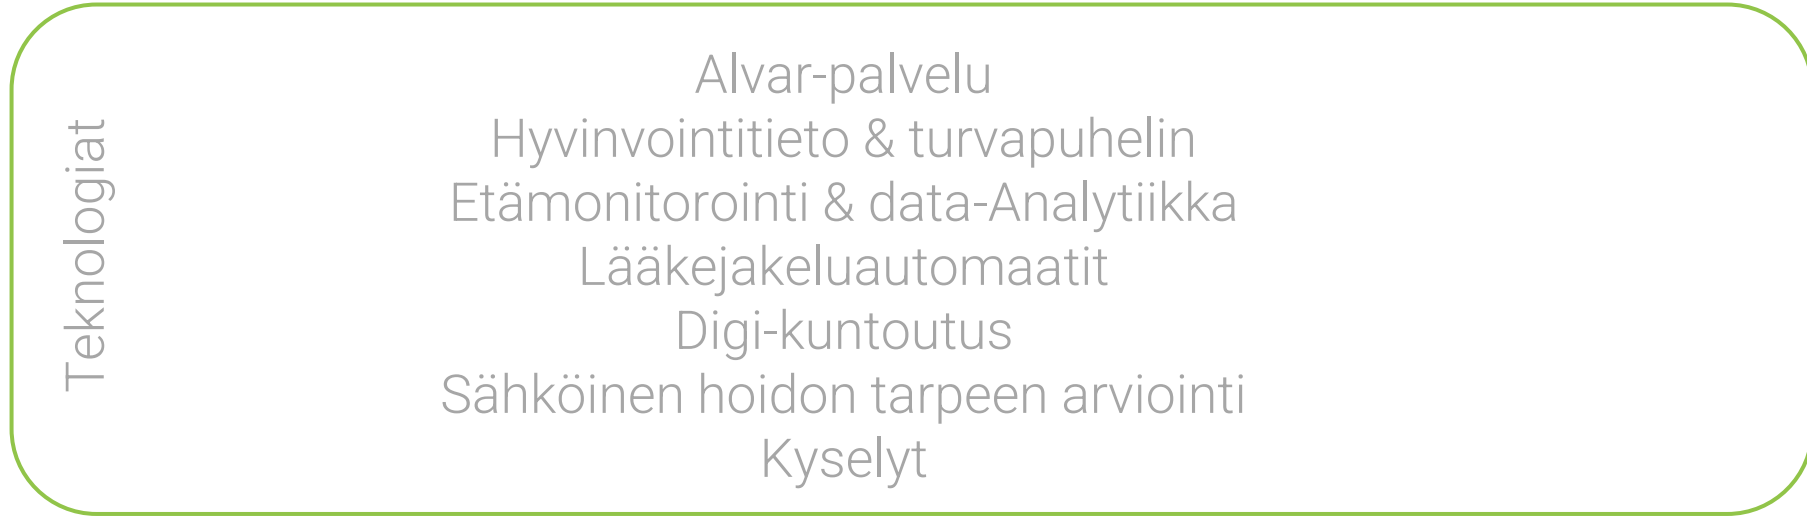 Teknologiat
Alvar-palvelu
Hyvinvointitieto & turvapuhelin
Etämonitorointi & data-Analytiikka
Lääkejakeluautomaatit
Digi-kuntoutus
Sähköinen hoidon tarpeen arviointi
Kyselyt